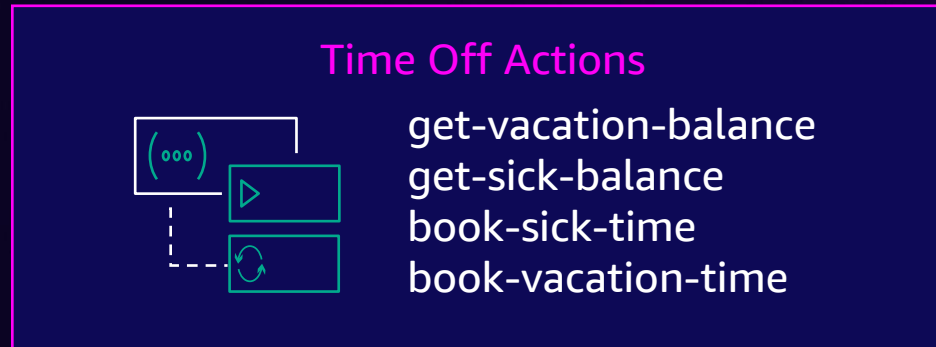 Time Off Actions
get-vacation-balance
get-sick-balance
book-sick-time
book-vacation-time